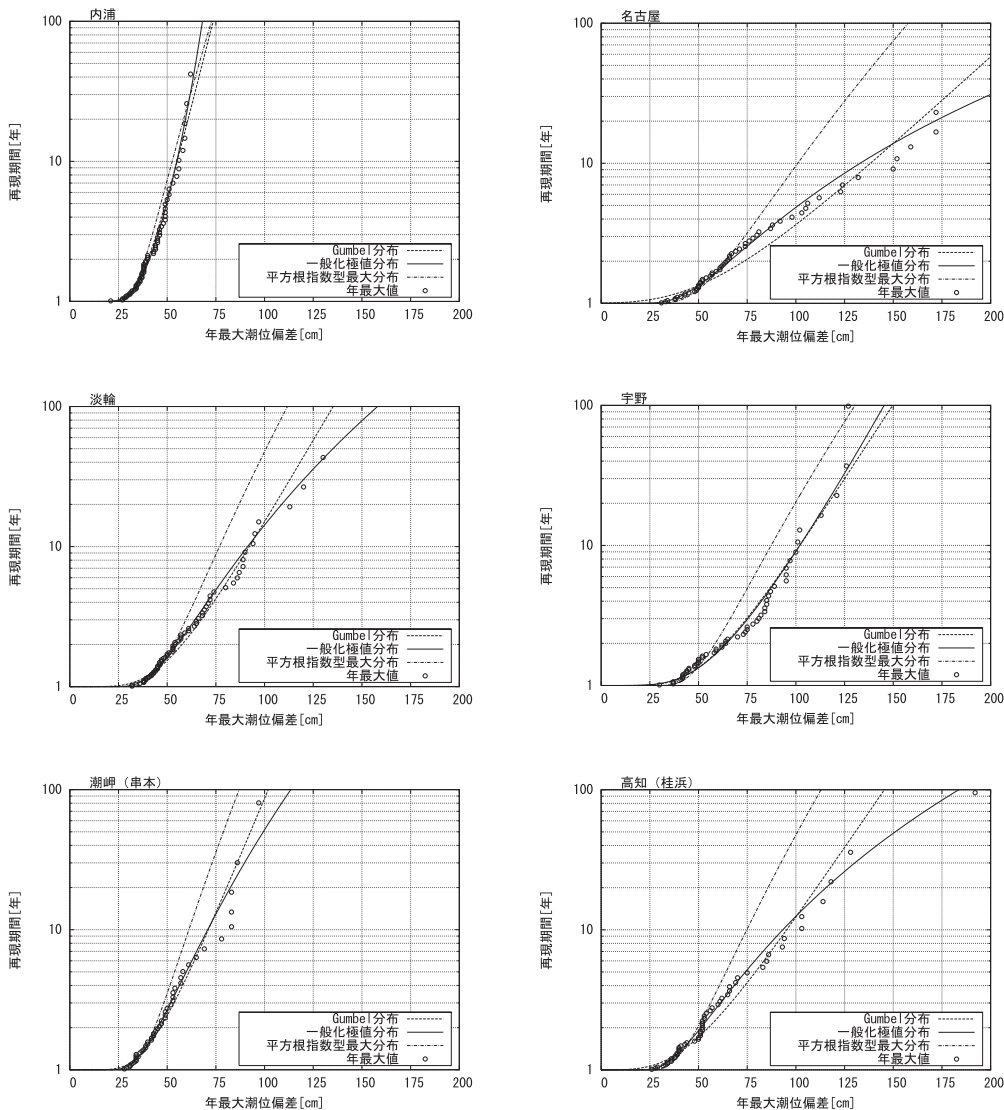 内浦
100
10
1
再現期間[年]
Gumbel分布
一般化極値分布
平方根指数型最大分布
年最大値
0 25 50 75 100 125 150 175 200
年最大潮位偏差[cm]
名古屋
100
10
1
再現期間[年]
Gumbel分布
一般化極値分布
平方根指数型最大分布
年最大値
0 25 50 75 100 125 150 175 200
年最大潮位偏差[cm]
淡輪
100
10
1
再現期間[年]
Gumbel分布
一般化極値分布
平方根指数型最大分布
年最大値
0 25 50 75 100 125 150 175 200
年最大潮位偏差[cm]
宇野
100
10
1
再現期間[年]
Gumbel分布
一般化極値分布
平方根指数型最大分布
年最大値
0 25 50 75 100 125 150 175 200
年最大潮位偏差[cm]
潮岬（串本）
100
10
1
再現期間[年]
Gumbel分布
一般化極値分布
平方根指数型最大分布
年最大値
0 25 50 75 100 125 150 175 200
年最大潮位偏差[cm]
高知（桂浜）
100
10
1
再現期間[年]
Gumbel分布
一般化極値分布
平方根指数型最大分布
年最大値
0 25 50 75 100 125 150 175 200
年最大潮位偏差[cm]